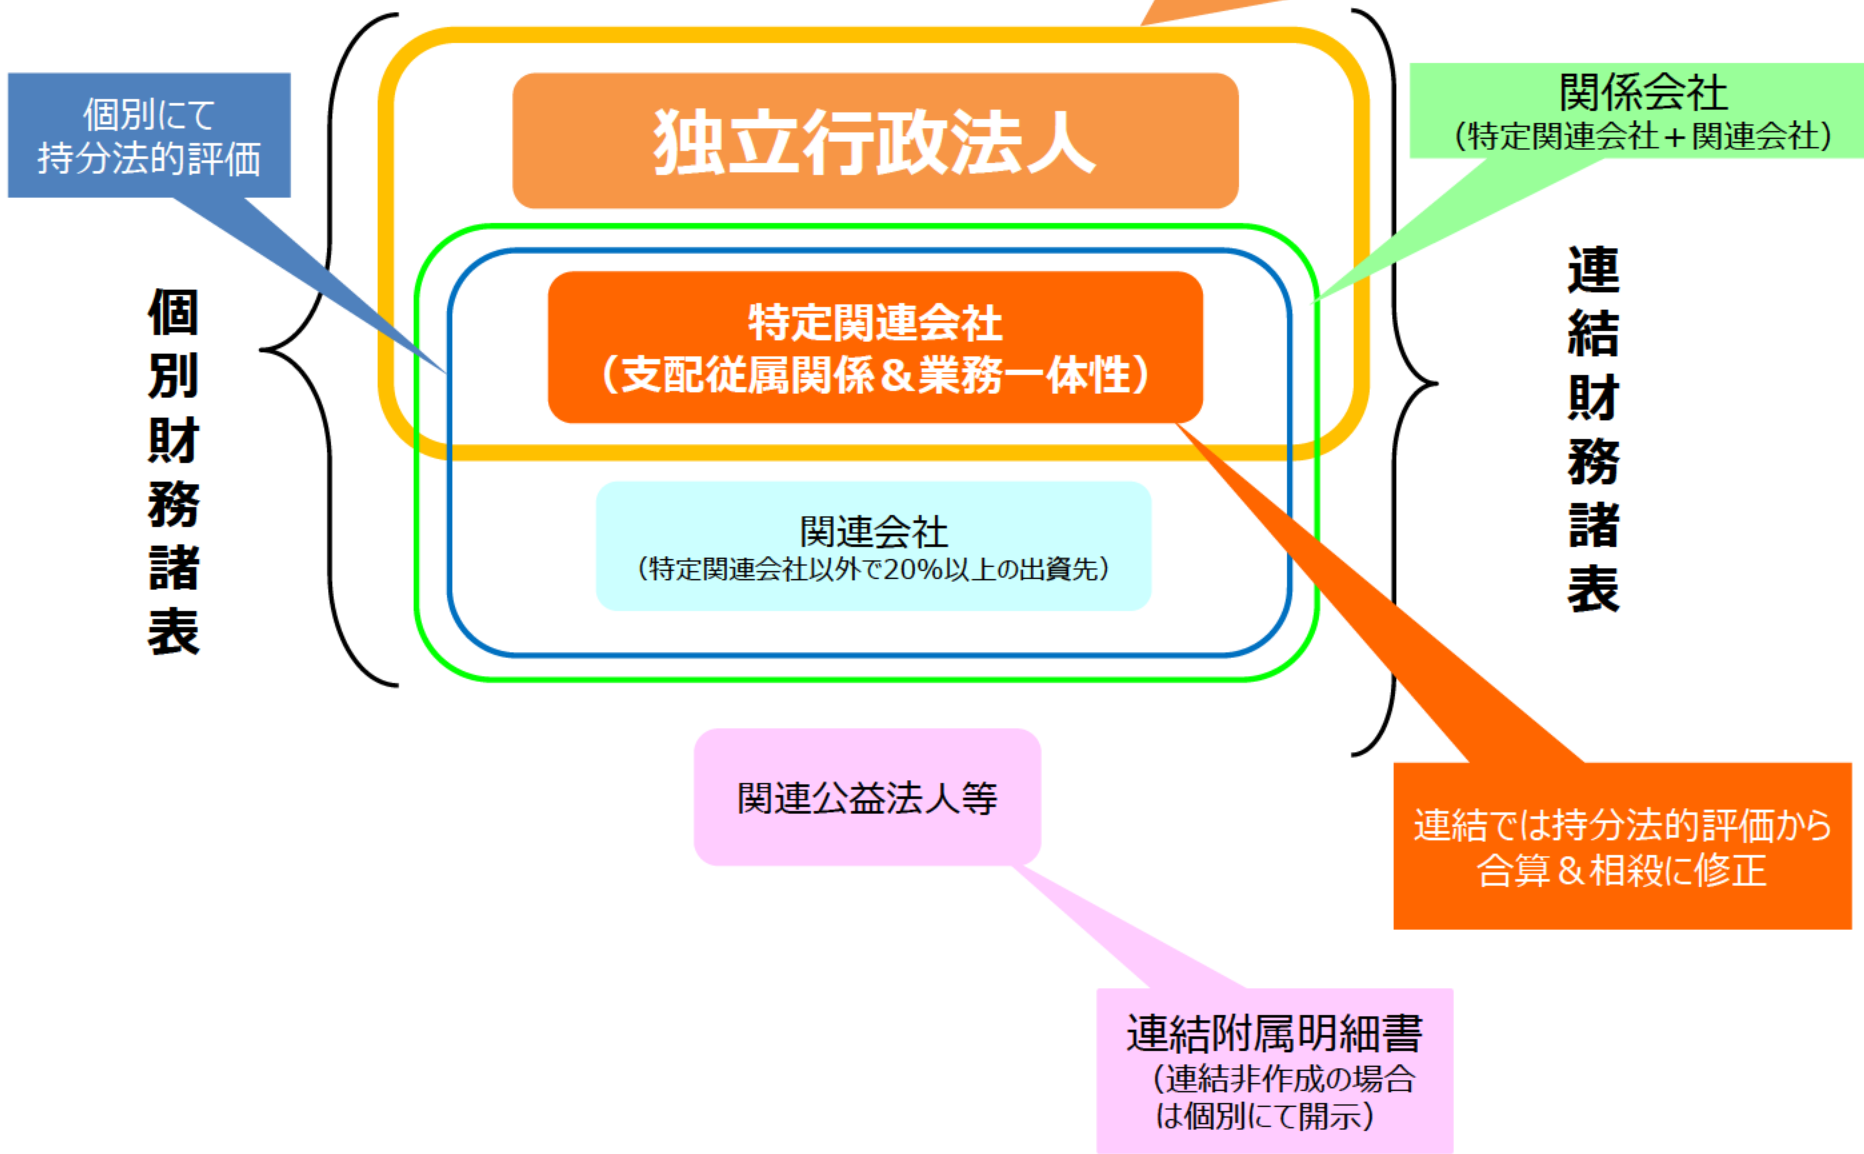 個別にて
持分法的評価
独立行政法人
関係会社
（特定関連会社＋関連会社）
個別財務諸表
特定関連会社
（支配従属関係＆業務一体性）
連結財務諸表
関連会社
（特定関連会社以外で20%以上の出資先）
関連公益法人等
連結では持分法的評価から
合算＆相殺に修正
連結附属明細書
（連結非作成の場合
は個別にて開示）